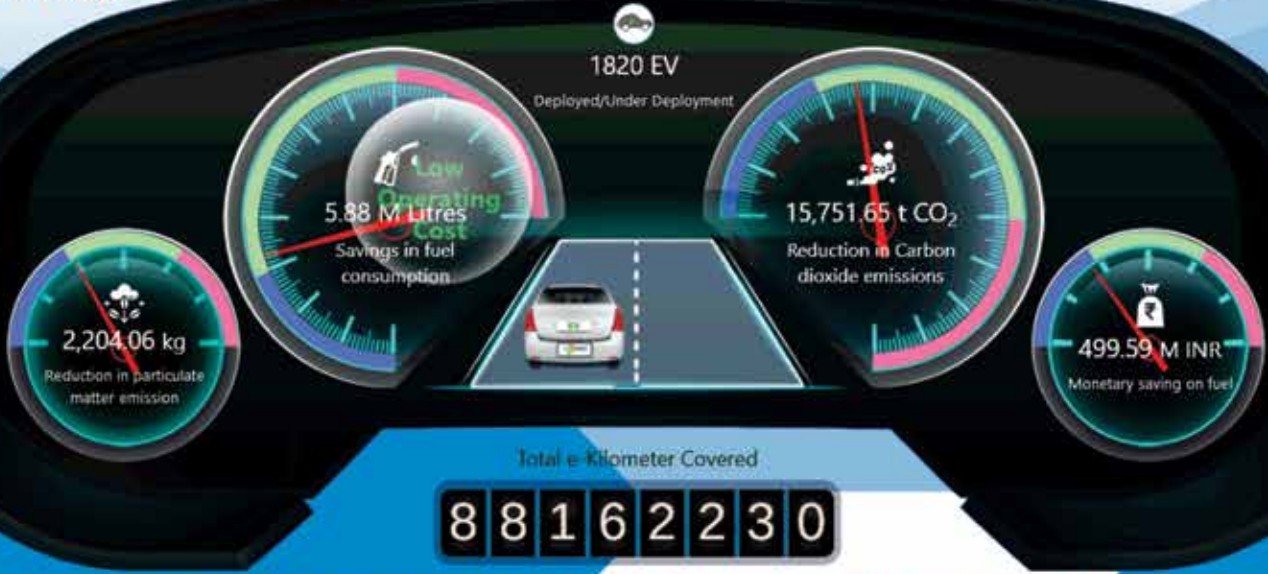 1820 EV
Deployed/Under Deployment
Low
Operating
Cost
5.88 M Litres
Savings in fuel
consumption
CO2
15,751.65 t CO₂
Reduction in Carbon
dioxide emissions
2,204.06 kg
Reduction in particulate
matter emission
₹
499.59 M INR
Monetary saving on fuel
Total e-Kilometer Covered
88162230